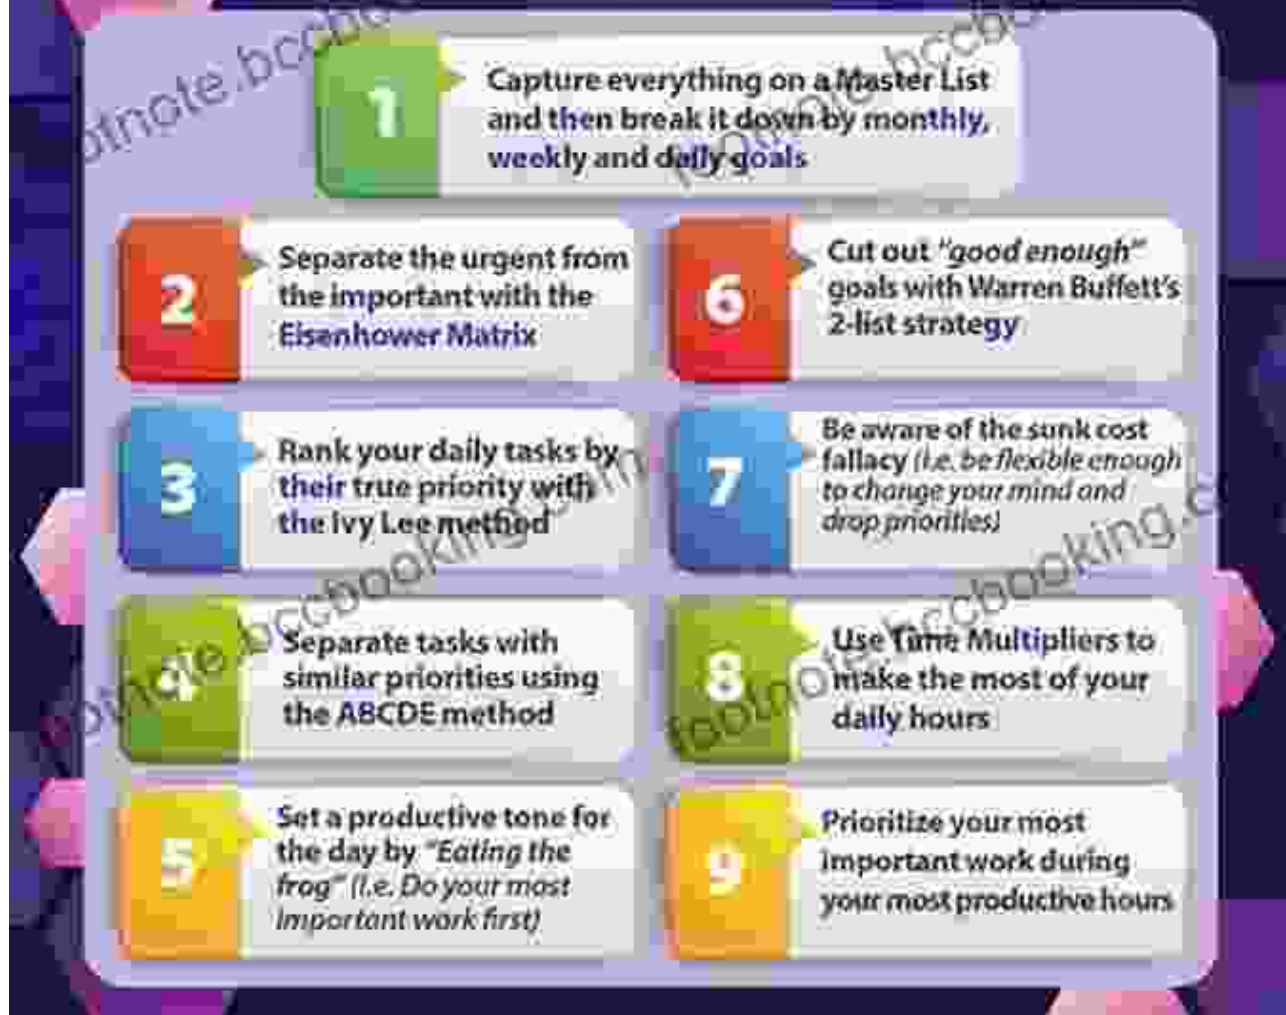 1
Capture everything on a Master List
and then break it down by monthly,
weekly and daily goals
2
Separate the urgent from
the important with the
Eisenhower Matrix
3
Rank your daily tasks by
their true priority with
the Ivy Lee method
4
Separate tasks with
similar priorities using
the ABCDE method
5
Set a productive tone for
the day by "Eating the
frog" (i.e. Do your most
important work first)
6
Cut out "good enough"
goals with Warren Buffett's
2-list strategy
7
Be aware of the sunk cost
fallacy (i.e. be flexible enough
to change your mind and
drop priorities)
8
Use Time Multipliers to
make the most of your
daily hours
9
Prioritize your most
important work during
your most productive hours
footnote.bccbooking.com
footnote.bccbooking.c